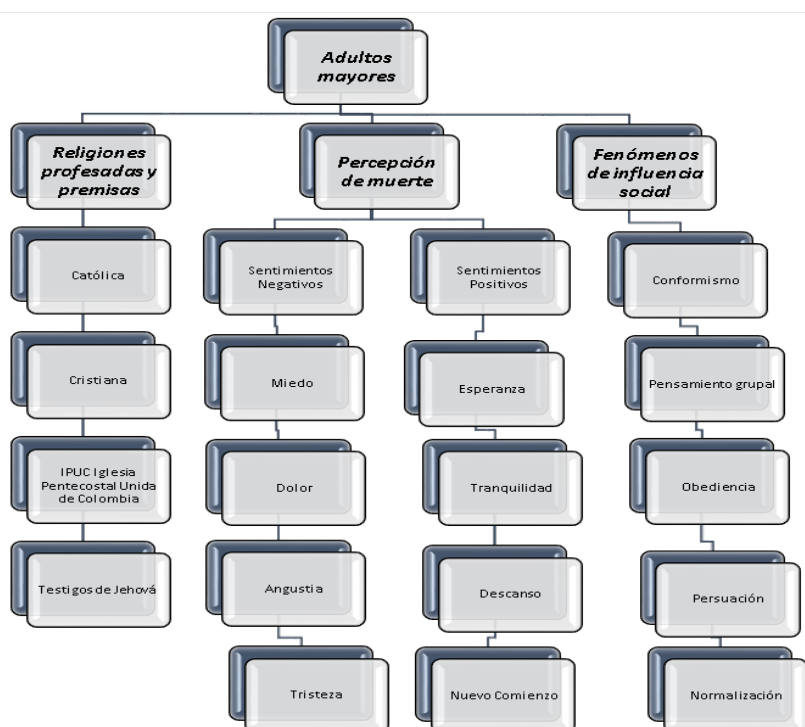 Adultos
mayores
Religiones
profesadas y
premisas
Percepción
de muerte
Fenómenos
de influencia
social
Católica
Cristiana
IPUC Iglesia
Pentecostal Unida
de Colombia
Testigos de Jehová
Sentimientos
Negativos
Miedo
Dolor
Angustia
Tristeza
Sentimientos
Positivos
Esperanza
Tranquilidad
Descanso
Nuevo Comienzo
Conformismo
Pensamiento grupal
Obediencia
Persuación
Normalización